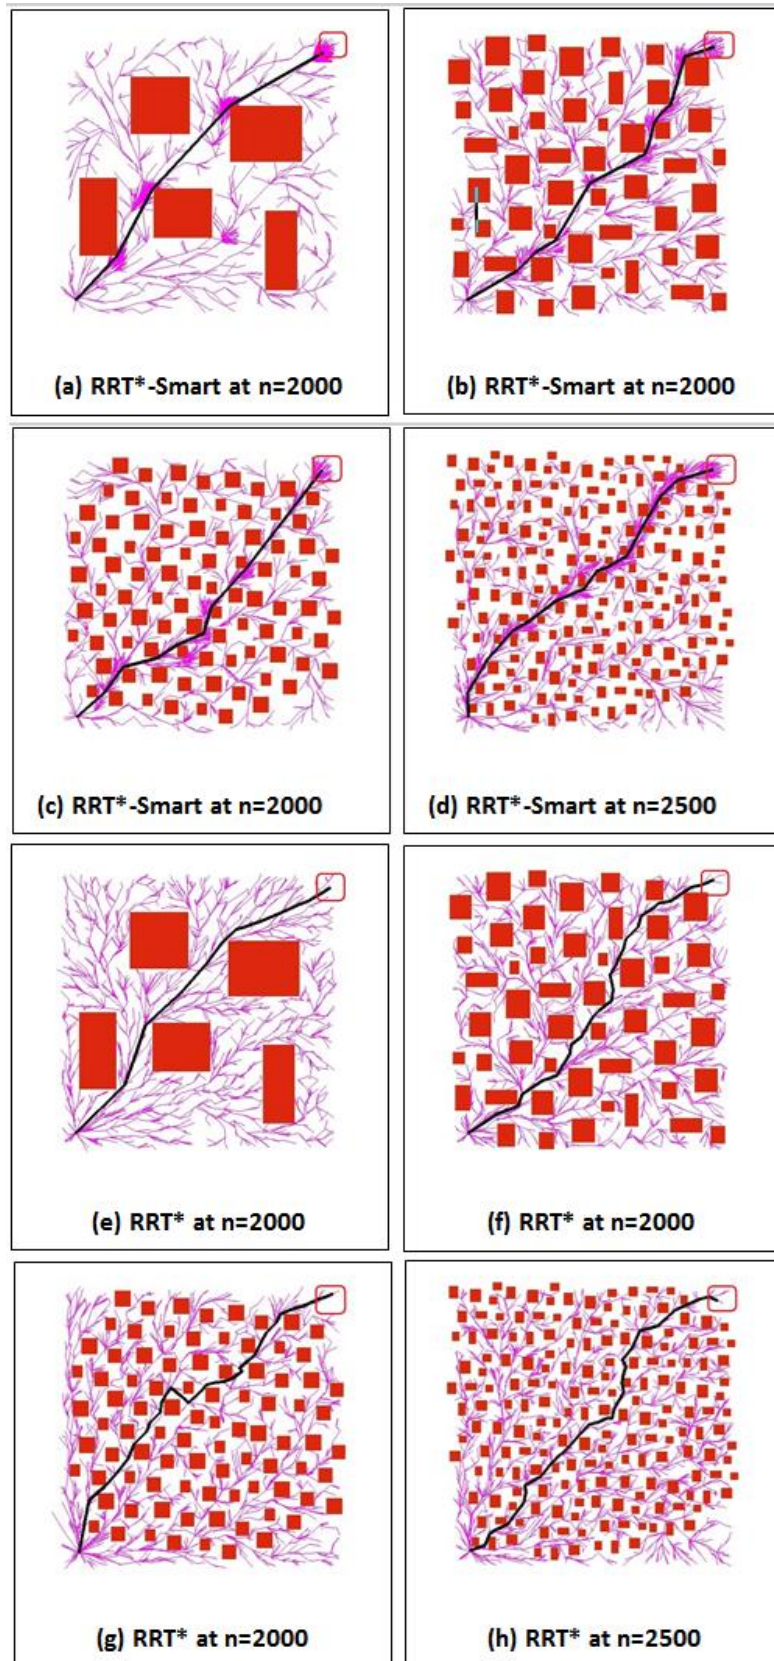 (a) RRT*-Smart at n=2000
(b) RRT*-Smart at n=2000
(c) RRT*-Smart at n=2000
(d) RRT*-Smart at n=2500
(e) RRT* at n=2000
(f) RRT* at n=2000
(g) RRT* at n=2000
(h) RRT* at n=2500